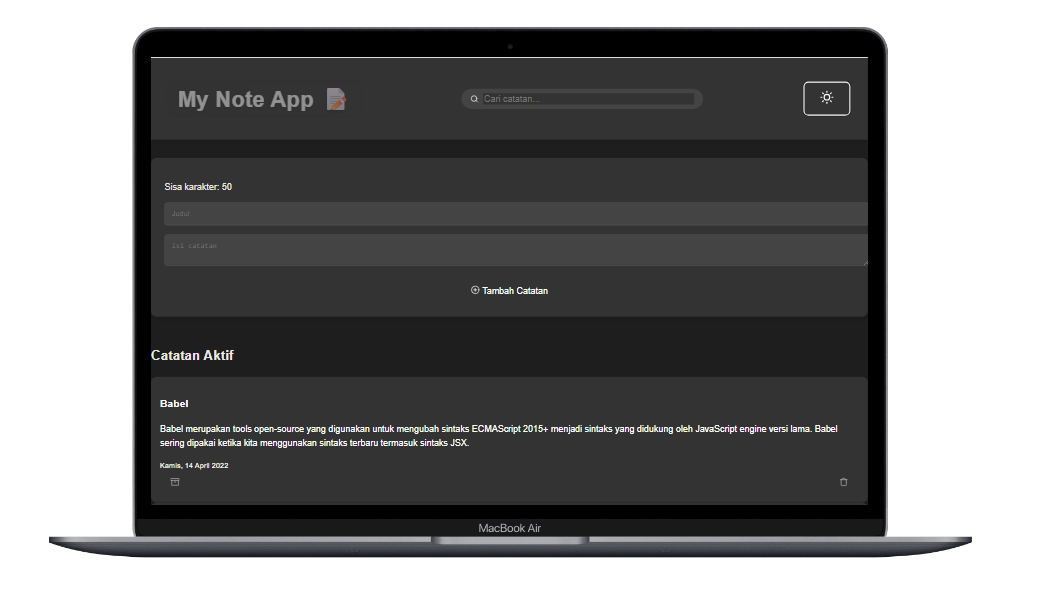 My Note App
Cari catatan...
Sisa karakter: 50
Judul
Isi catatan
Tambah Catatan
Catatan Aktif
Babel
Babel merupakan tools open-source yang digunakan untuk mengubah sintaks ECMAScript 2015+ menjadi sintaks yang didukung oleh JavaScript engine versi lama. Babel
sering dipakai ketika kita menggunakan sintaks terbaru termasuk sintaks JSX.
Kamis, 14 April 2022
MacBook Air